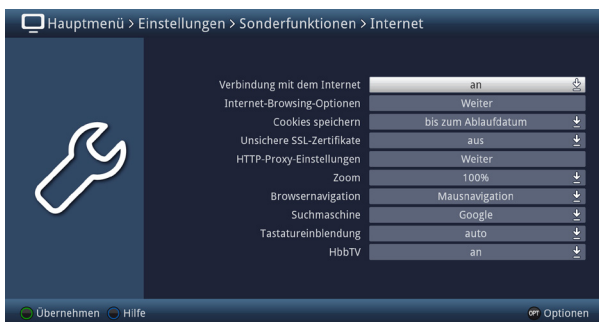 Hauptmenü > Einstellungen > Sonderfunktionen > Internet
Verbindung mit dem Internet an
Internet-Browsing-Optionen Weiter
Cookies speichern bis zum Ablaufdatum
Unsichere SSL-Zertifikate aus
HTTP-Proxy-Einstellungen Weiter
Zoom 100%
Browsernavigation Mausnavigation
Suchmaschine Google
Tastatureinblendung auto
HbbTV an
Übernehmen Hilfe OPT Optionen